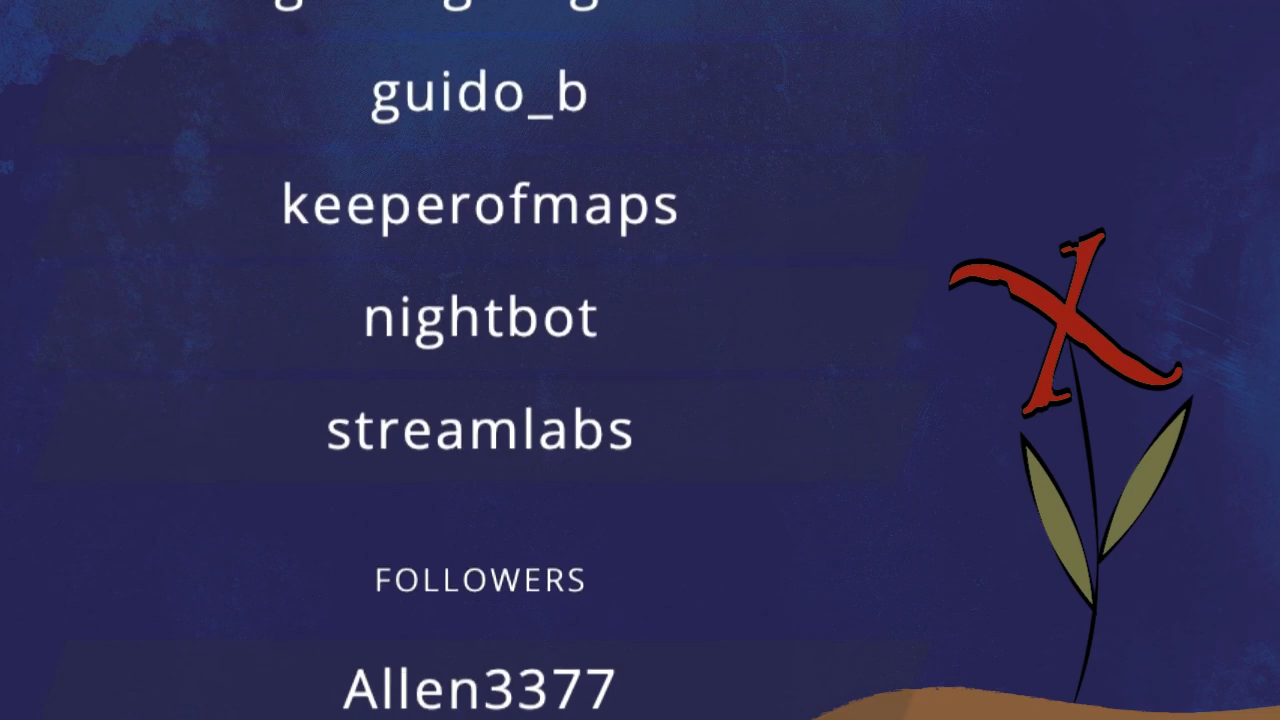 guido_b
keeperofmaps
nightbot
streamlabs
X
FOLLOWERS
Allen3377